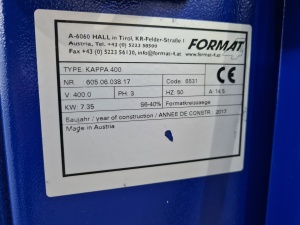 A-6060 HALL in Tirol, KR-Felder-Straße 1
Austria, Tel. +43 (0) 5223 58500
Fax +43 (0) 5223 56130, info@format-4.at
FORMAT
www.format-4.at
TYPE: KAPPA 400
NR. 605.06.038.17
Code: 6531
CE
V: 400.0
PH: 3
HZ: 50
A: 14.5
KW: 7.35
S6-40%
Formatkreissäge
Baujahr / year of construction / ANNEE DE CONSTR. 2017
Made in Austria